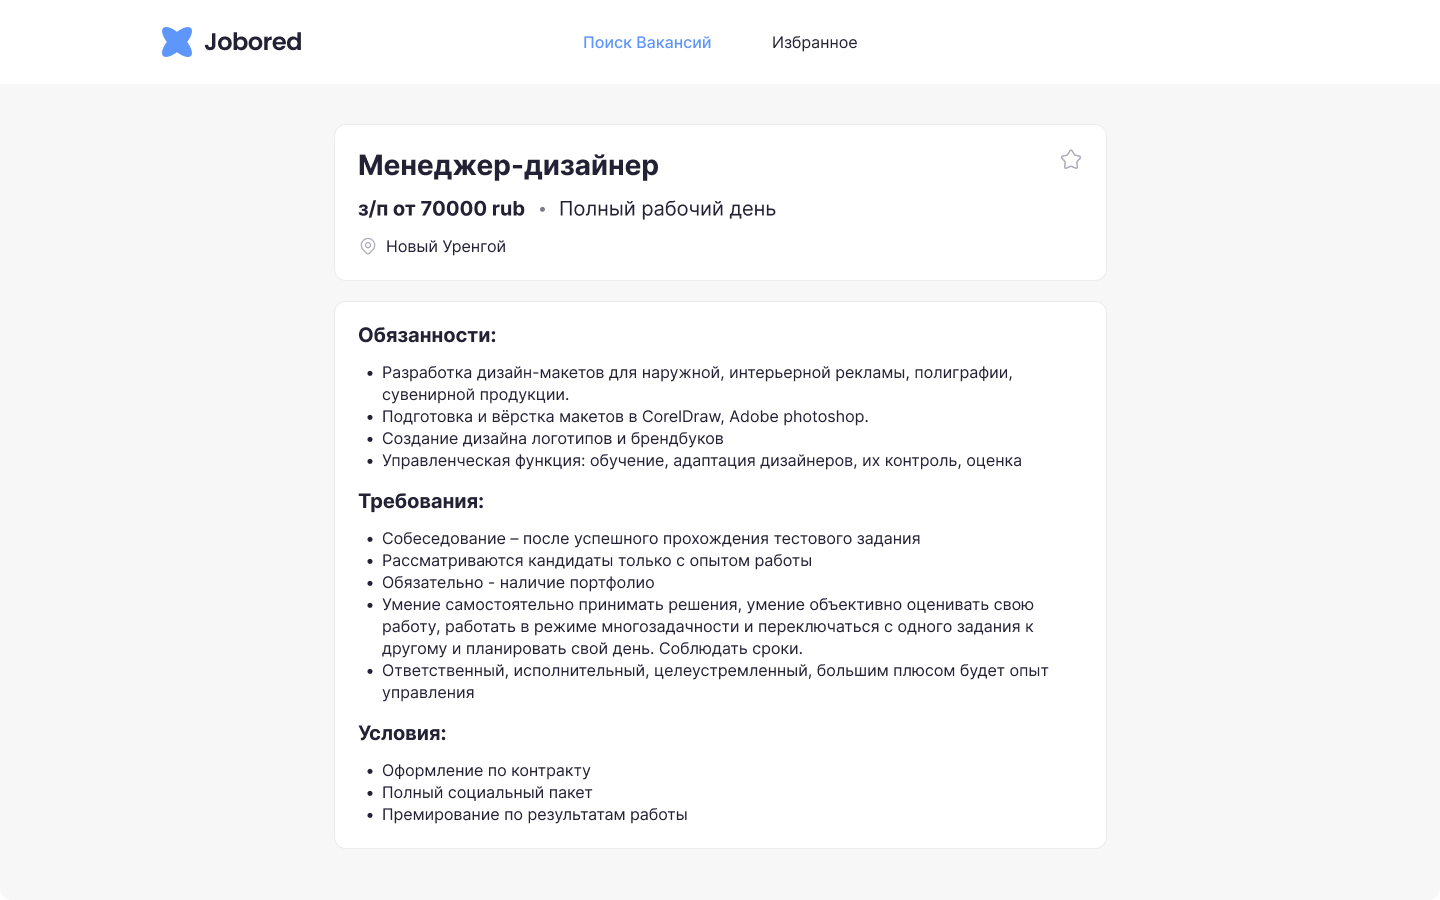 Jobored
Поиск Вакансий
Избранное
Менеджер-дизайнер
з/п от 70000 rub • Полный рабочий день
Новый Уренгой
Обязанности:
• Разработка дизайн-макетов для наружной, интерьерной рекламы, полиграфии,
сувенирной продукции.
• Подготовка и вёрстка макетов в CorelDraw, Adobe photoshop.
• Создание дизайна логотипов и брендбуков
• Управленческая функция: обучение, адаптация дизайнеров, их контроль, оценка
Требования:
• Собеседование – после успешного прохождения тестового задания
• Рассматриваются кандидаты только с опытом работы
• Обязательно - наличие портфолио
• Умение самостоятельно принимать решения, умение объективно оценивать свою
работу, работать в режиме многозадачности и переключаться с одного задания к
другому и планировать свой день. Соблюдать сроки.
• Ответственный, исполнительный, целеустремленный, большим плюсом будет опыт
управления
Условия:
• Оформление по контракту
• Полный социальный пакет
• Премирование по результатам работы